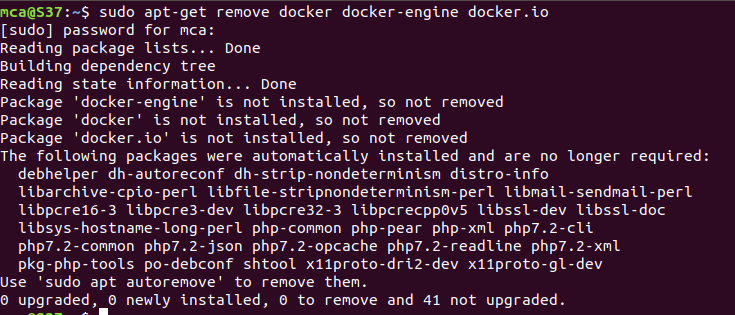 mca@S37:~$ sudo apt-get remove docker docker-engine docker.io
[sudo] password for mca:
Reading package lists... Done
Building dependency tree
Reading state information... Done
Package 'docker-engine' is not installed, so not removed
Package 'docker' is not installed, so not removed
Package 'docker.io' is not installed, so not removed
The following packages were automatically installed and are no longer required:
  debhelper dh-autoreconf dh-strip-nondeterminism distro-info
  libarchive-cpio-perl libfile-stripnondeterminism-perl libmail-sendmail-perl
  libpcre16-3 libpcre3-dev libpcre32-3 libpcrecpp0v5 libssl-dev libssl-doc
  libsys-hostname-long-perl php-common php-pear php-xml php7.2-cli
  php7.2-common php7.2-json php7.2-opcache php7.2-readline php7.2-xml
  pkg-php-tools po-debconf shtool x11proto-dri2-dev x11proto-gl-dev
Use 'sudo apt autoremove' to remove them.
0 upgraded, 0 newly installed, 0 to remove and 41 not upgraded.
mca@S37:~$